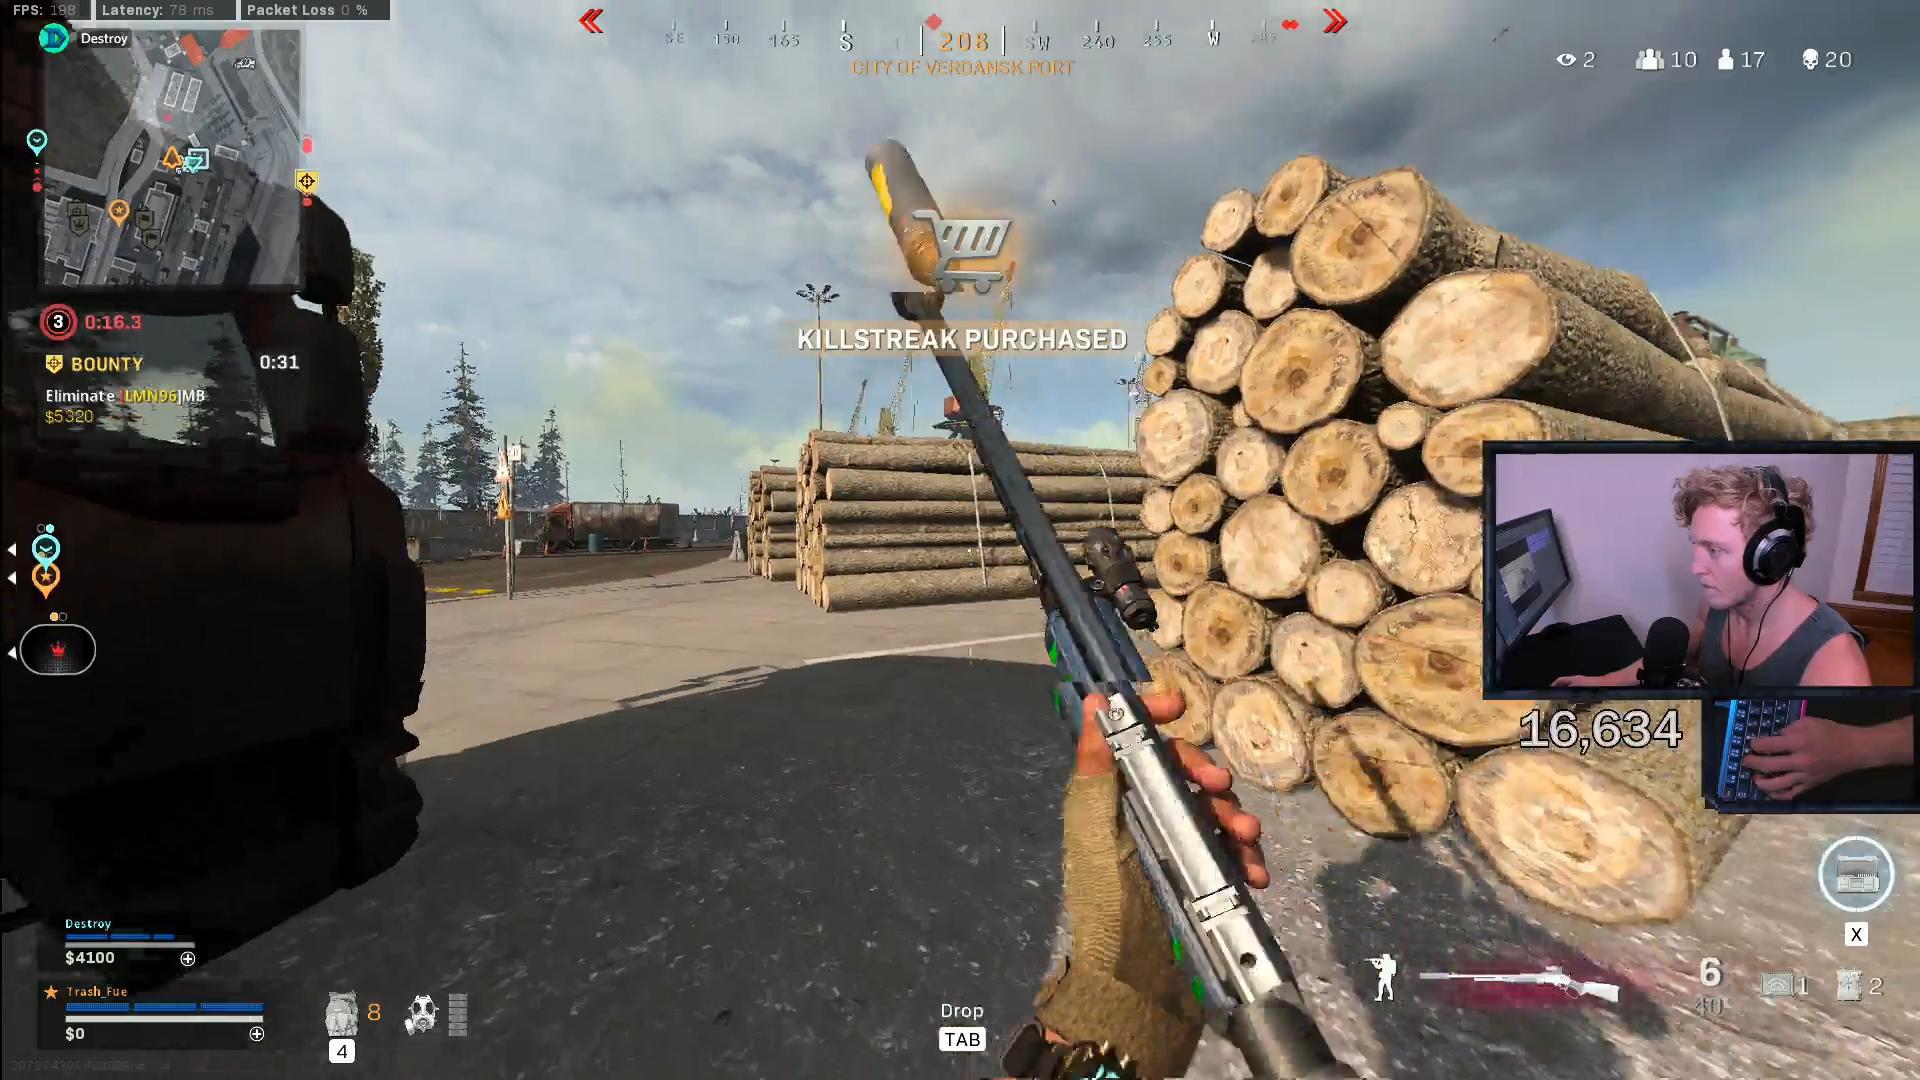 FPS: 198 Latency: 78 ms Packet Loss 0 %
Destroy
SE 150 165 S 208 SW 240 255 W 285
CITY OF VERDANSK PORT
2 10 17 20
KILLSTREAK PURCHASED
3 0:16.3
BOUNTY 0:31
Eliminate [LMN96]MB
$5320
16,634
Destroy
$4100
Trash_Fue
$0
8
4
Drop
TAB
X
6
40
1
2